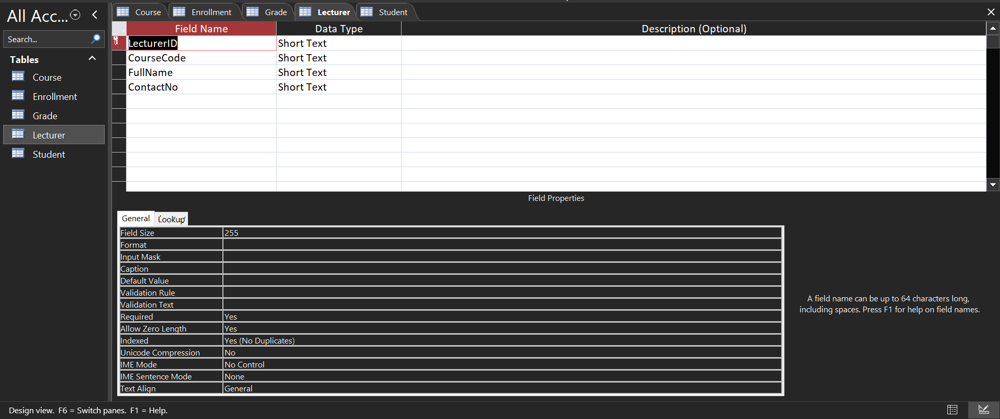 All Acc...
Search...
Tables
Course
Enrollment
Grade
Lecturer
Student
Course
Enrollment
Grade
Lecturer
Student
Field Name
Data Type
Description (Optional)
LecturerID
Short Text
CourseCode
Short Text
FullName
Short Text
ContactNo
Short Text
Field Properties
General
Lookup
Field Size
255
Format
Input Mask
Caption
Default Value
Validation Rule
Validation Text
Required
Yes
Allow Zero Length
Yes
Indexed
Yes (No Duplicates)
Unicode Compression
No
IME Mode
No Control
IME Sentence Mode
None
Text Align
General
A field name can be up to 64 characters long,
including spaces. Press F1 for help on field names.
Design view.  F6 = Switch panes.  F1 = Help.